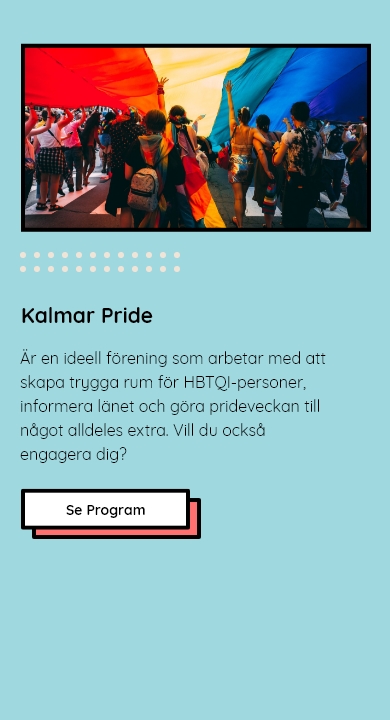 Kalmar Pride
Är en ideell förening som arbetar med att
skapa trygga rum för HBTQI-personer,
informera länet och göra prideveckan till
något alldeles extra. Vill du också
engagera dig?
Se Program